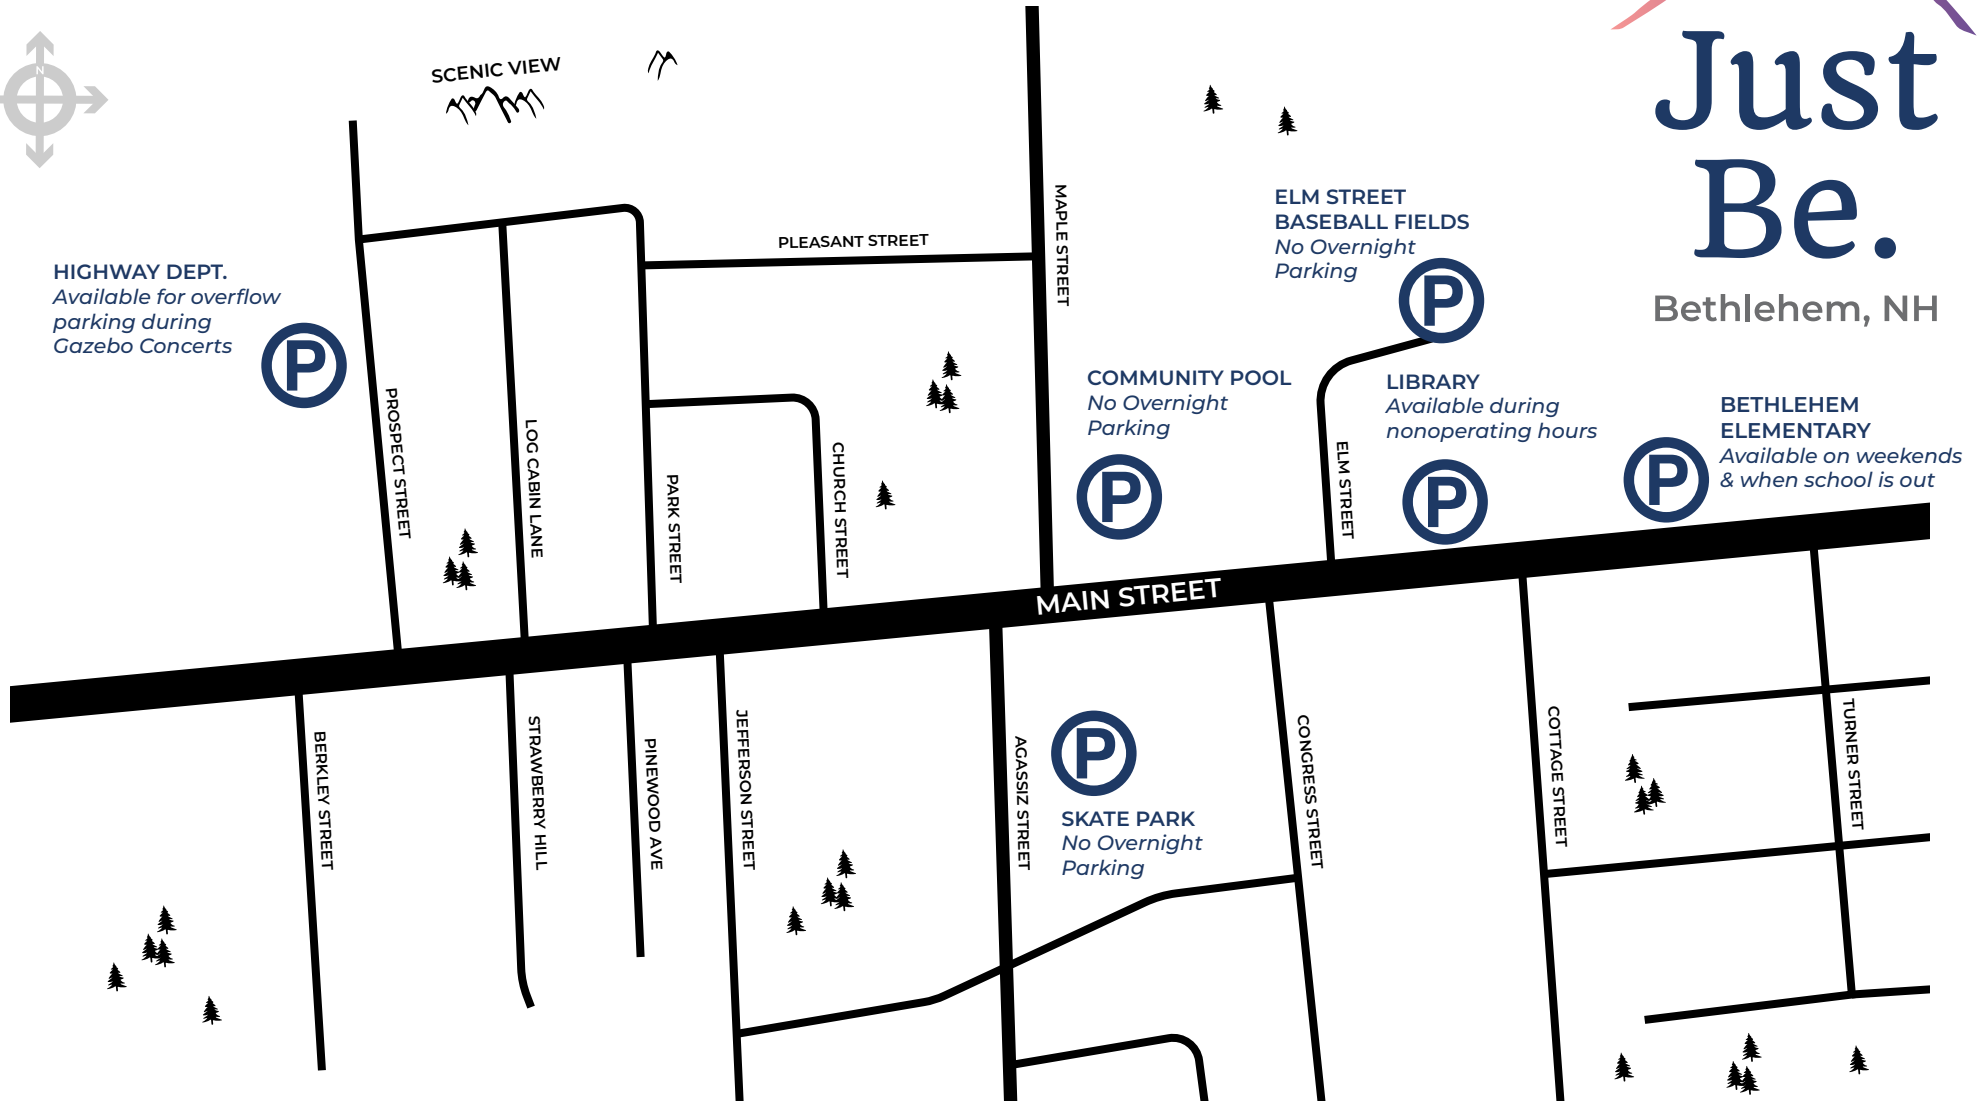 N
SCENIC VIEW
Just
Be.
Bethlehem, NH
HIGHWAY DEPT.
Available for overflow
parking during
Gazebo Concerts
P
PLEASANT STREET
MAPLE STREET
ELM STREET
BASEBALL FIELDS
No Overnight
Parking
P
COMMUNITY POOL
No Overnight
Parking
P
LIBRARY
Available during
nonoperating hours
P
BETHLEHEM
ELEMENTARY
Available on weekends
& when school is out
P
PROSPECT STREET
LOG CABIN LANE
PARK STREET
CHURCH STREET
ELM STREET
MAIN STREET
BERKLEY STREET
STRAWBERRY HILL
PINEWOOD AVE
JEFFERSON STREET
AGASSIZ STREET
P
SKATE PARK
No Overnight
Parking
CONGRESS STREET
COTTAGE STREET
TURNER STREET